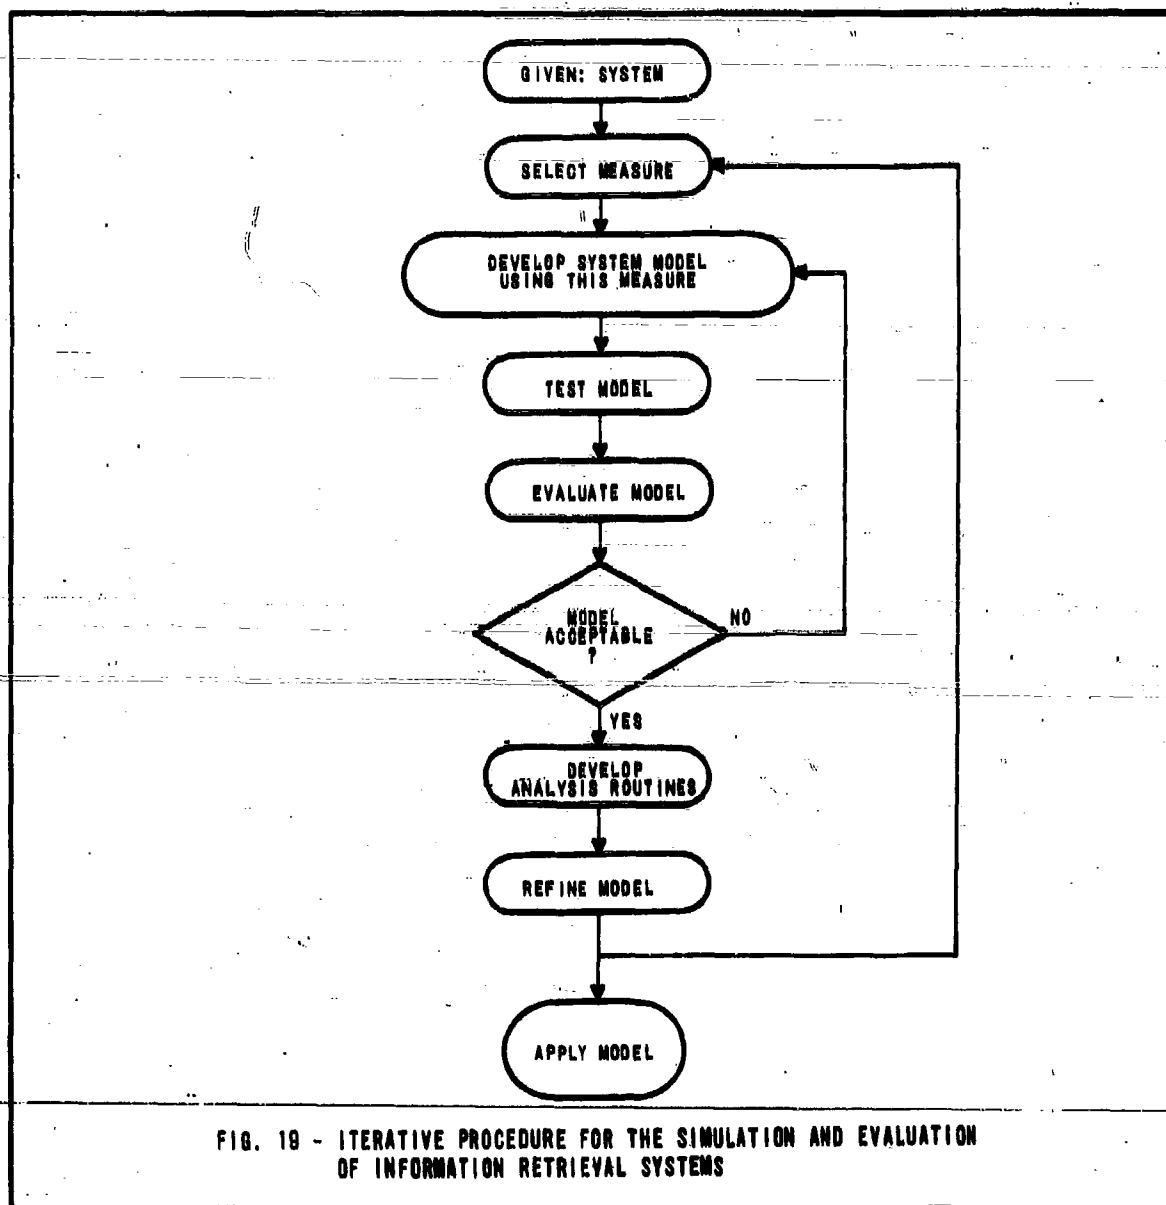 GIVEN: SYSTEM
SELECT MEASURE
DEVELOP SYSTEM MODEL
USING THIS MEASURE
TEST MODEL
EVALUATE MODEL
MODEL
ACCEPTABLE
?
NO
YES
DEVELOP
ANALYSIS ROUTINES
REFINE MODEL
APPLY MODEL
FIG. 19 - ITERATIVE PROCEDURE FOR THE SIMULATION AND EVALUATION
OF INFORMATION RETRIEVAL SYSTEMS